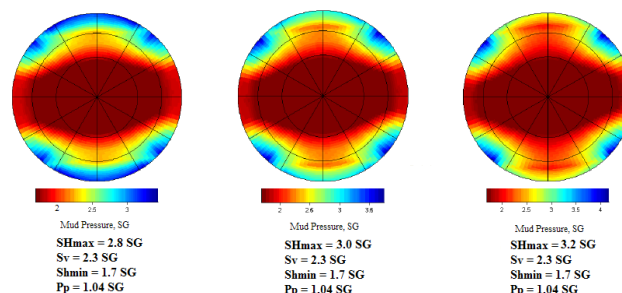 2 2.5 3
Mud Pressure, SG
SHmax = 2.8 SG
Sv = 2.3 SG
Shmin = 1.7 SG
Pp = 1.04 SG
2 2.6 3 3.6
Mud Pressure, SG
SHmax = 3.0 SG
Sv = 2.3 SG
Shmin = 1.7 SG
Pp = 1.04 SG
2 2.5 3 3.5 4
Mud Pressure, SG
SHmax = 3.2 SG
Sv = 2.3 SG
Shmin = 1.7 SG
Pp = 1.04 SG